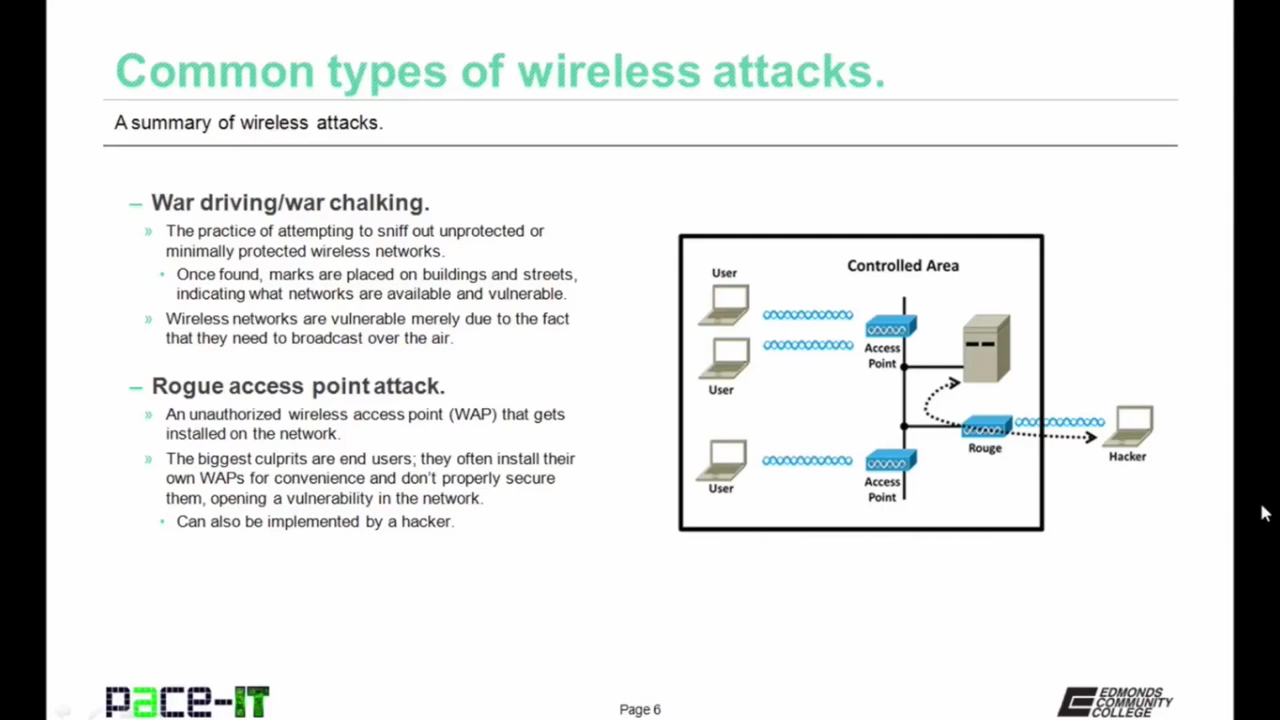 Common types of wireless attacks.
A summary of wireless attacks.
– War driving/war chalking.
» The practice of attempting to sniff out unprotected or
minimally protected wireless networks.
• Once found, marks are placed on buildings and streets,
indicating what networks are available and vulnerable.
» Wireless networks are vulnerable merely due to the fact
that they need to broadcast over the air.
– Rogue access point attack.
» An unauthorized wireless access point (WAP) that gets
installed on the network.
» The biggest culprits are end users; they often install their
own WAPs for convenience and don't properly secure
them, opening a vulnerability in the network.
• Can also be implemented by a hacker.
Controlled Area
User
Access
Point
User
Rouge
Hacker
User
Access
Point
pace-IT
Page 6
EDMONDS
COMMUNITY
COLLEGE